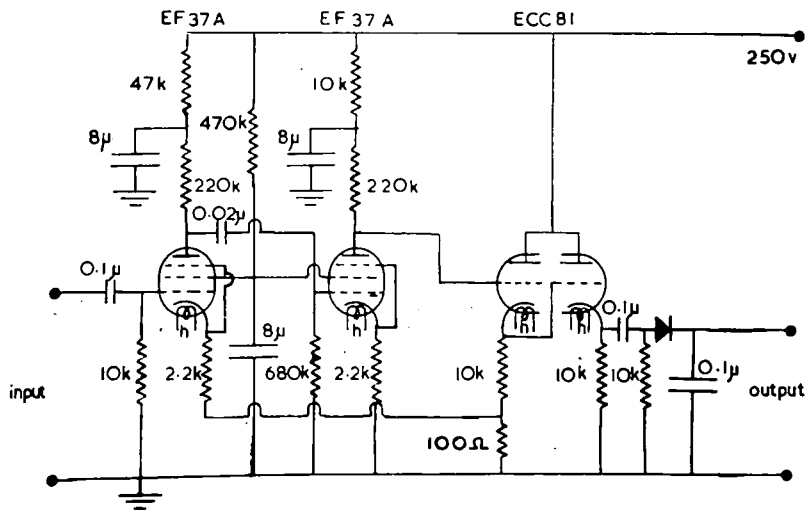 EF 37A EF 37A ECC 81
250v
47k
470k
10k
8µ
8µ
220k
220k
0.02µ
0.1µ
h h h h
0.1µ
8µ
10k
2.2k
680k
2.2k
10k
10k
10k
0.1µ
input
output
100Ω